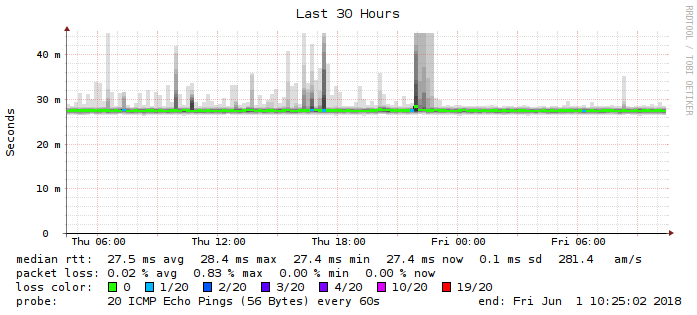 Last 30 Hours
RRDTOOL / TOBI OETIKER
Seconds
40 m
30 m
20 m
10 m
0
Thu 06:00 Thu 12:00 Thu 18:00 Fri 00:00 Fri 06:00
median rtt: 27.5 ms avg 28.4 ms max 27.4 ms min 27.4 ms now 0.1 ms sd 281.4 am/s
packet loss: 0.02 % avg 0.83 % max 0.00 % min 0.00 % now
loss color: 0 1/20 2/20 3/20 4/20 10/20 19/20
probe: 20 ICMP Echo Pings (56 Bytes) every 60s end: Fri Jun 1 10:25:02 2018